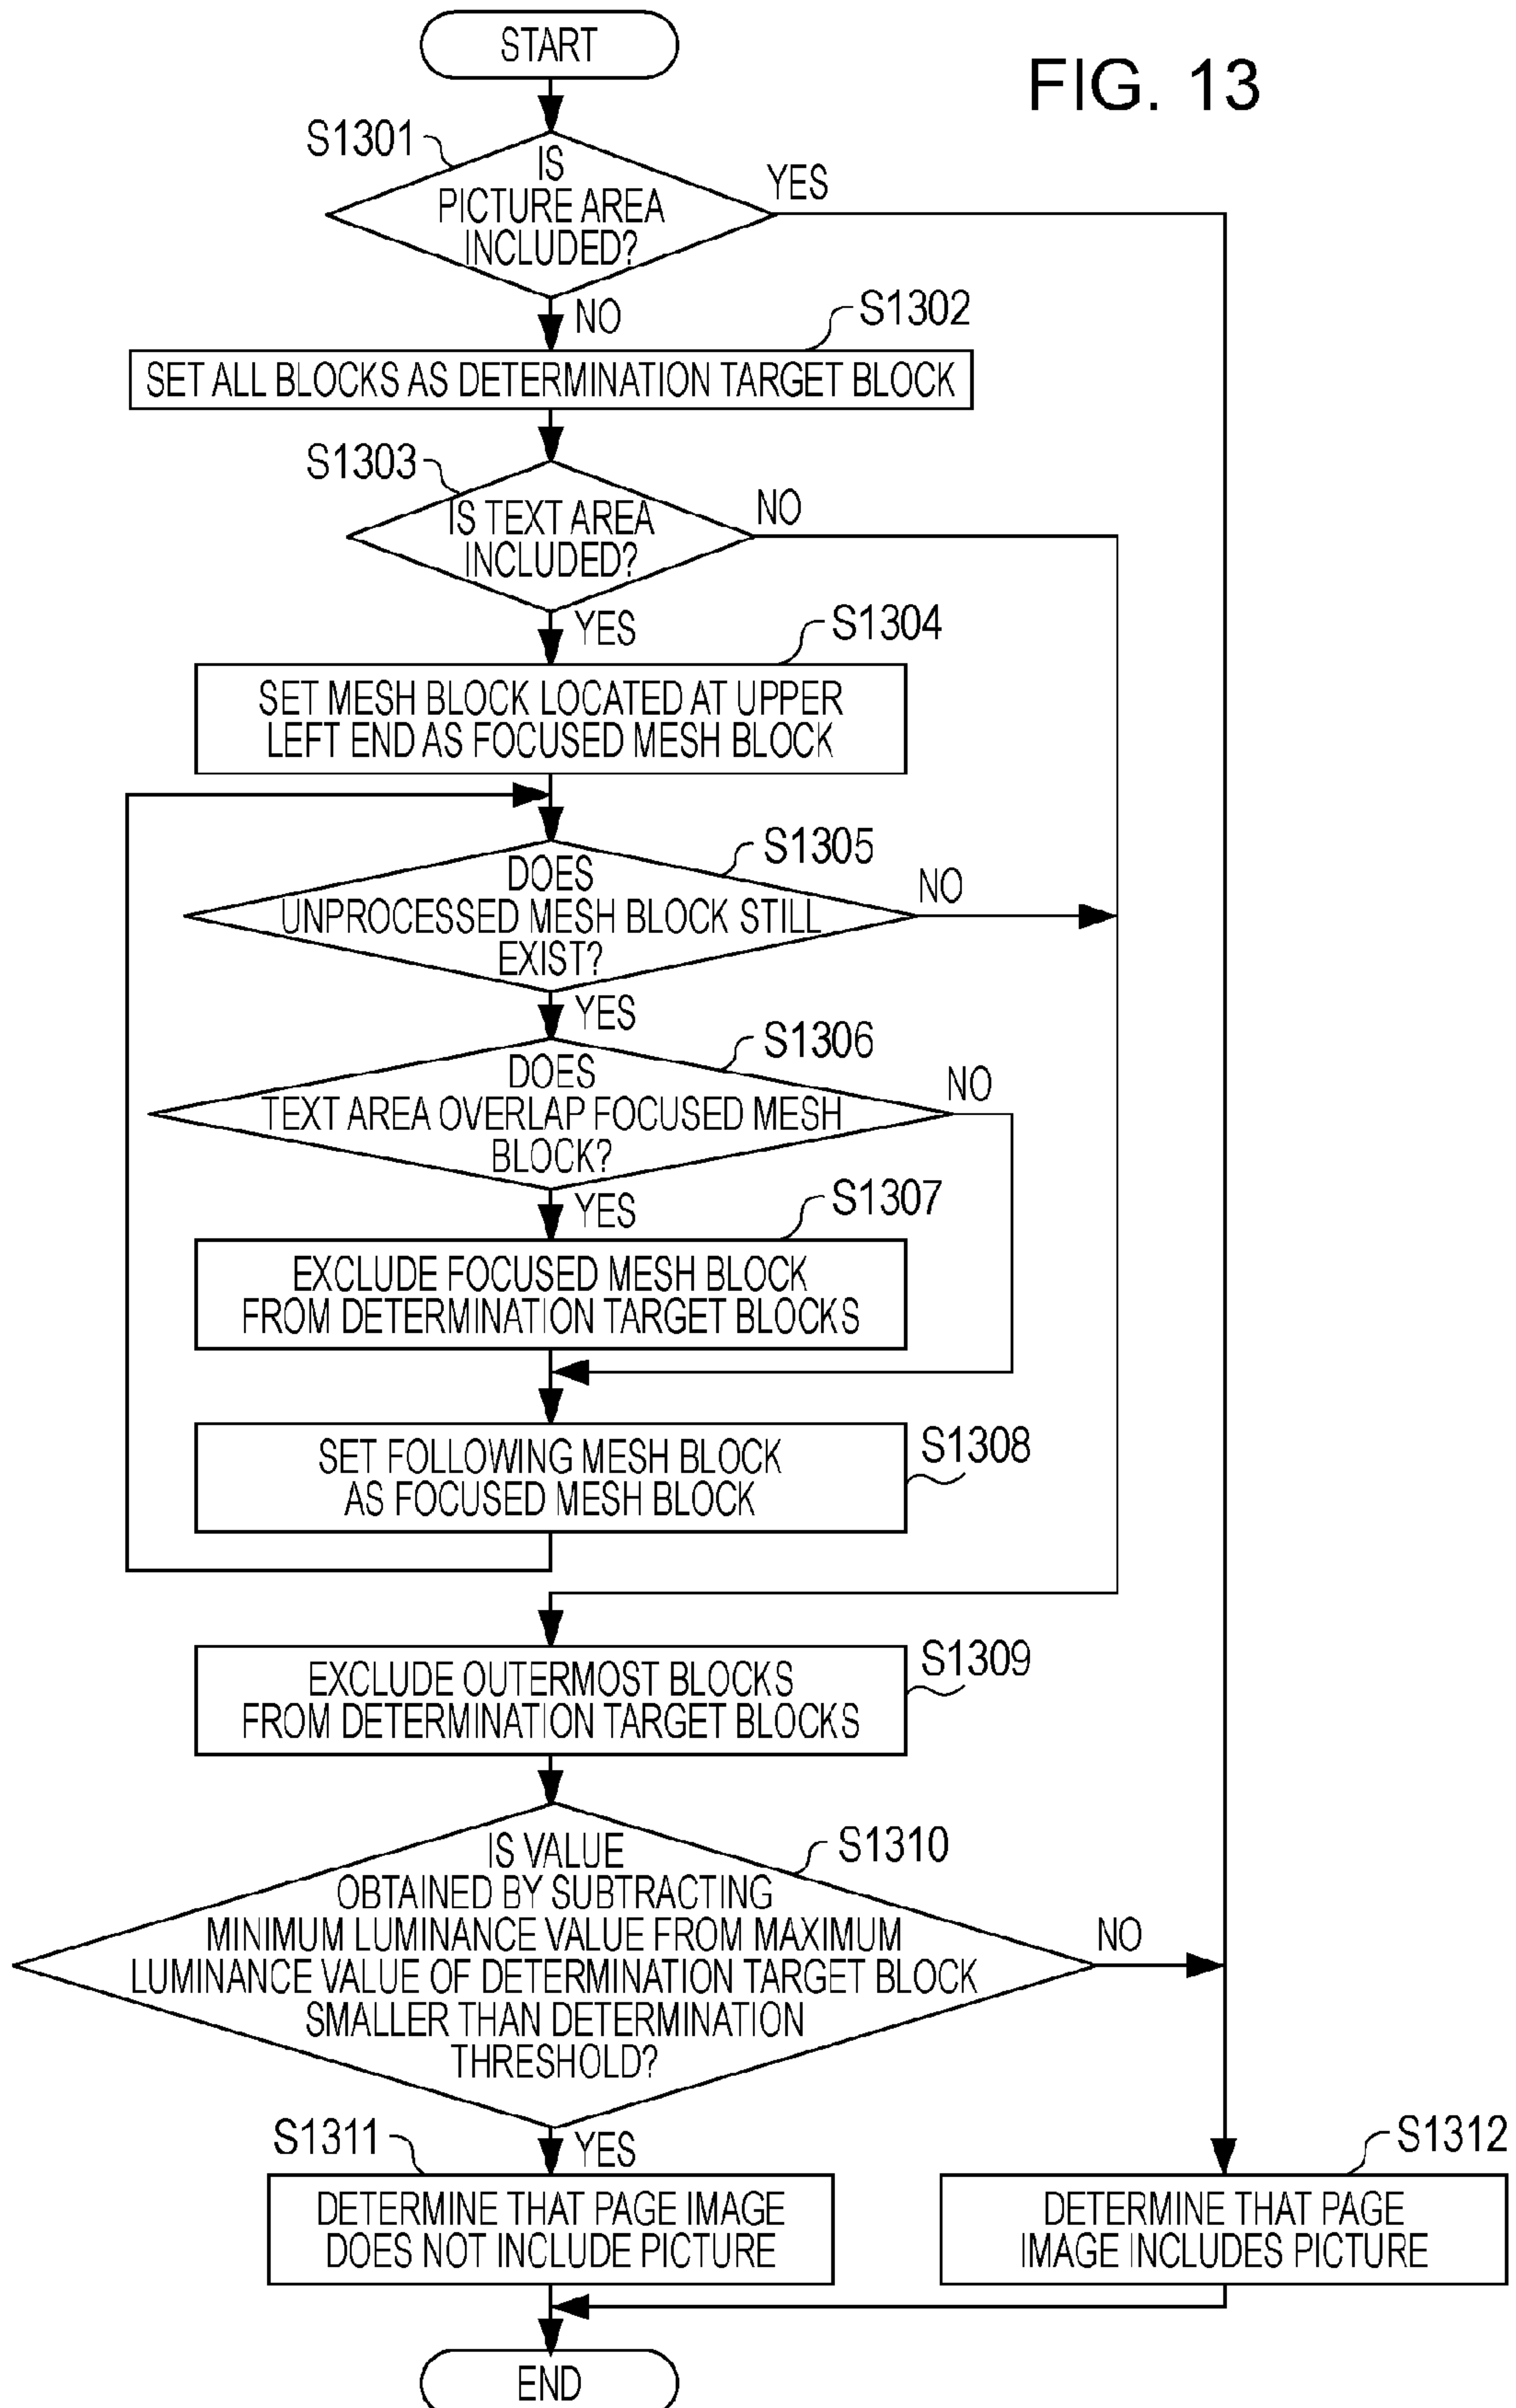 START
FIG. 13
S1301
IS
PICTURE AREA
INCLUDED?
YES
NO
S1302
SET ALL BLOCKS AS DETERMINATION TARGET BLOCK
S1303
IS TEXT AREA
INCLUDED?
NO
YES
S1304
SET MESH BLOCK LOCATED AT UPPER
LEFT END AS FOCUSED MESH BLOCK
S1305
DOES
UNPROCESSED MESH BLOCK STILL
EXIST?
NO
YES
S1306
DOES
TEXT AREA OVERLAP FOCUSED MESH
BLOCK?
NO
YES
S1307
EXCLUDE FOCUSED MESH BLOCK
FROM DETERMINATION TARGET BLOCKS
S1308
SET FOLLOWING MESH BLOCK
AS FOCUSED MESH BLOCK
S1309
EXCLUDE OUTERMOST BLOCKS
FROM DETERMINATION TARGET BLOCKS
S1310
IS VALUE
OBTAINED BY SUBTRACTING
MINIMUM LUMINANCE VALUE FROM MAXIMUM
LUMINANCE VALUE OF DETERMINATION TARGET BLOCK
SMALLER THAN DETERMINATION
THRESHOLD?
NO
YES
S1311
DETERMINE THAT PAGE IMAGE
DOES NOT INCLUDE PICTURE
S1312
DETERMINE THAT PAGE
IMAGE INCLUDES PICTURE
END